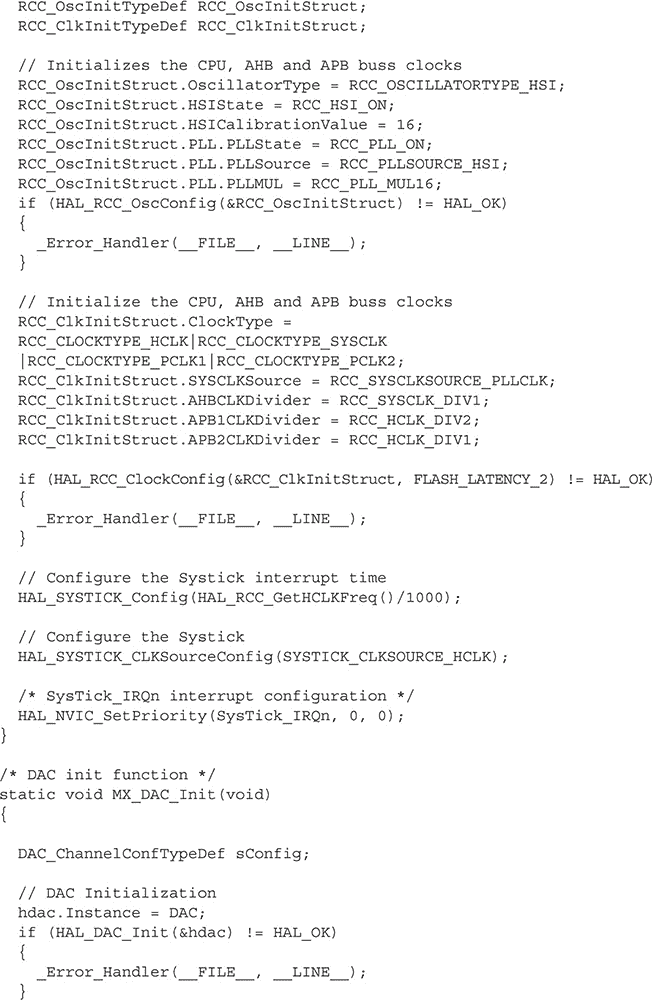 RCC_OscInitTypeDef RCC_OscInitStruct;
RCC_ClkInitTypeDef RCC_ClkInitStruct;

// Initializes the CPU, AHB and APB buss clocks
RCC_OscInitStruct.OscillatorType = RCC_OSCILLATORTYPE_HSI;
RCC_OscInitStruct.HSIState = RCC_HSI_ON;
RCC_OscInitStruct.HSICalibrationValue = 16;
RCC_OscInitStruct.PLL.PLLState = RCC_PLL_ON;
RCC_OscInitStruct.PLL.PLLSource = RCC_PLLSOURCE_HSI;
RCC_OscInitStruct.PLL.PLLMUL = RCC_PLL_MUL16;
if (HAL_RCC_OscConfig(&RCC_OscInitStruct) != HAL_OK)
{
_Error_Handler(__FILE__, __LINE__);
}

// Initialize the CPU, AHB and APB buss clocks
RCC_ClkInitStruct.ClockType =
RCC_CLOCKTYPE_HCLK|RCC_CLOCKTYPE_SYSCLK
|RCC_CLOCKTYPE_PCLK1|RCC_CLOCKTYPE_PCLK2;
RCC_ClkInitStruct.SYSCLKSource = RCC_SYSCLKSOURCE_PLLCLK;
RCC_ClkInitStruct.AHBCLKDivider = RCC_SYSCLK_DIV1;
RCC_ClkInitStruct.APB1CLKDivider = RCC_HCLK_DIV2;
RCC_ClkInitStruct.APB2CLKDivider = RCC_HCLK_DIV1;

if (HAL_RCC_ClockConfig(&RCC_ClkInitStruct, FLASH_LATENCY_2) != HAL_OK)
{
_Error_Handler(__FILE__, __LINE__);
}

// Configure the Systick interrupt time
HAL_SYSTICK_Config(HAL_RCC_GetHCLKFreq()/1000);

// Configure the Systick
HAL_SYSTICK_CLKSourceConfig(SYSTICK_CLKSOURCE_HCLK);

/* SysTick_IRQn interrupt configuration */
HAL_NVIC_SetPriority(SysTick_IRQn, 0, 0);
}

/* DAC init function */
static void MX_DAC_Init(void)
{

DAC_ChannelConfTypeDef sConfig;

// DAC Initialization
hdac.Instance = DAC;
if (HAL_DAC_Init(&hdac) != HAL_OK)
{
_Error_Handler(__FILE__, __LINE__);
}